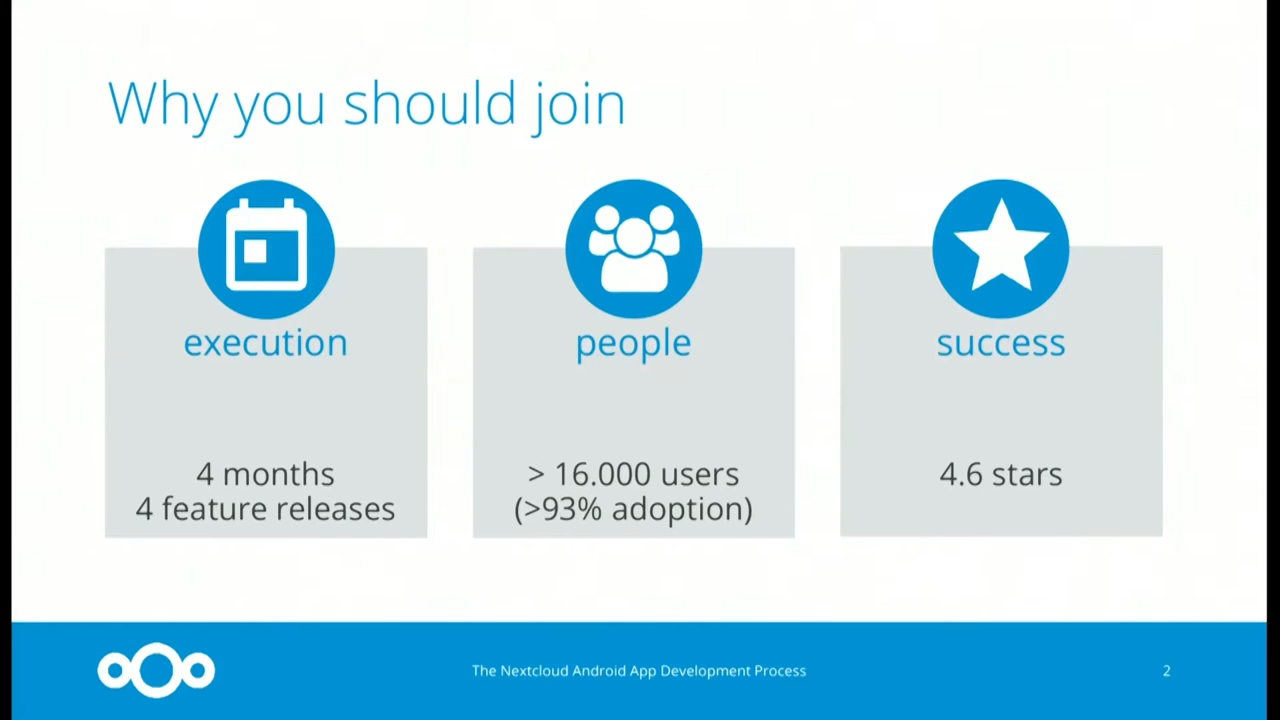 Why you should join
execution
4 months
4 feature releases
people
> 16.000 users
(>93% adoption)
success
4.6 stars
The Nextcloud Android App Development Process
2